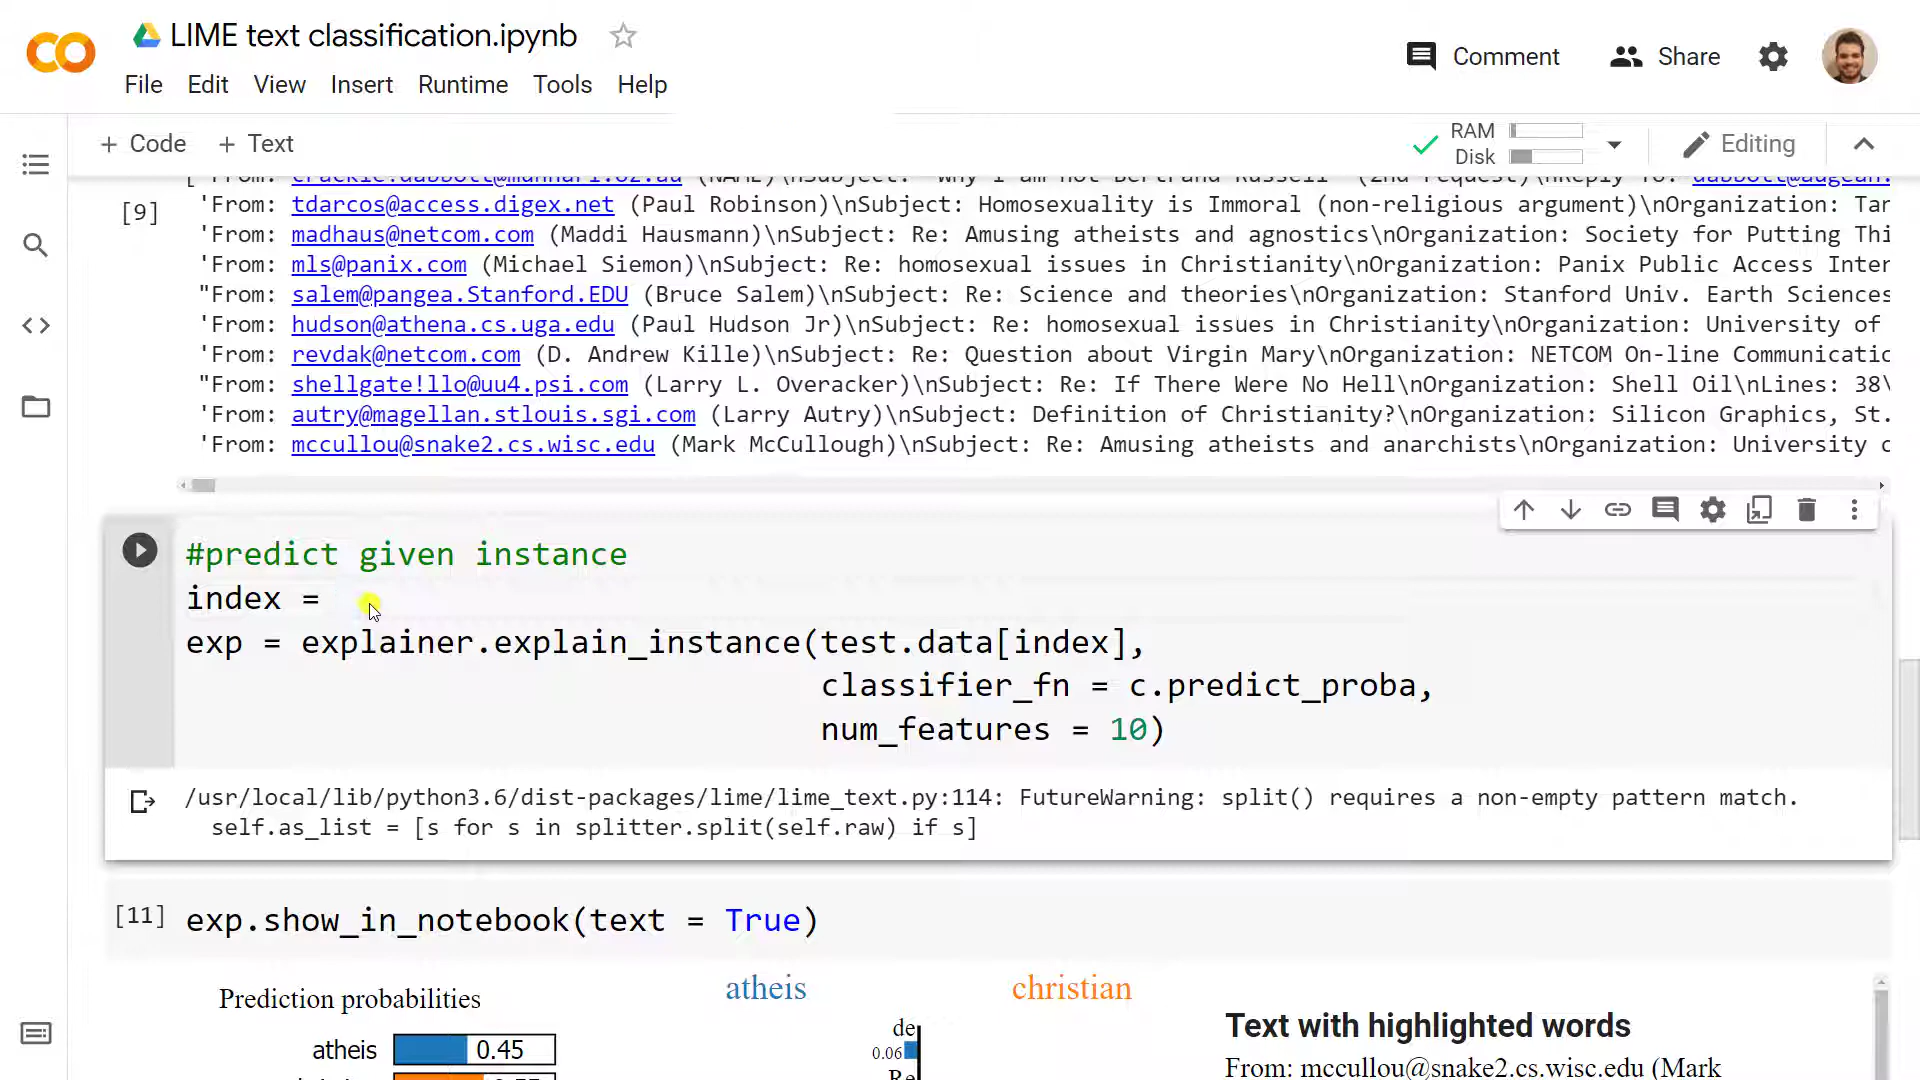 LIME text classification.ipynb
File Edit View Insert Runtime Tools Help
Comment Share
+ Code + Text
RAM
Disk
Editing
[9]
'From: tdarcos@access.digex.net (Paul Robinson)\nSubject: Homosexuality is Immoral (non-religious argument)\nOrganization: Tan
'From: madhaus@netcom.com (Maddi Hausmann)\nSubject: Re: Amusing atheists and agnostics\nOrganization: Society for Putting Thi
'From: mls@panix.com (Michael Siemon)\nSubject: Re: homosexual issues in Christianity\nOrganization: Panix Public Access Inter
"From: salem@pangea.Stanford.EDU (Bruce Salem)\nSubject: Re: Science and theories\nOrganization: Stanford Univ. Earth Sciences
'From: hudson@athena.cs.uga.edu (Paul Hudson Jr)\nSubject: Re: homosexual issues in Christianity\nOrganization: University of
'From: revdak@netcom.com (D. Andrew Kille)\nSubject: Re: Question about Virgin Mary\nOrganization: NETCOM On-line Communicatio
"From: shellgate!llo@uu4.psi.com (Larry L. Overacker)\nSubject: Re: If There Were No Hell\nOrganization: Shell Oil\nLines: 38\
'From: autry@magellan.stlouis.sgi.com (Larry Autry)\nSubject: Definition of Christianity?\nOrganization: Silicon Graphics, St.
'From: mccullou@snake2.cs.wisc.edu (Mark McCullough)\nSubject: Re: Amusing atheists and anarchists\nOrganization: University o
#predict given instance
index =
exp = explainer.explain_instance(test.data[index],
classifier_fn = c.predict_proba,
num_features = 10)
/usr/local/lib/python3.6/dist-packages/lime/lime_text.py:114: FutureWarning: split() requires a non-empty pattern match.
self.as_list = [s for s in splitter.split(self.raw) if s]
[11] exp.show_in_notebook(text = True)
Prediction probabilities
atheis 0.45
atheis christian
de
0.06
Re
Text with highlighted words
From: mccullou@snake2.cs.wisc.edu (Mark